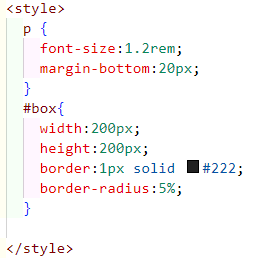 <style>
p {
font-size:1.2rem;
margin-bottom:20px;
}
#box{
width:200px;
height:200px;
border:1px solid #222;
border-radius:5%;
}
</style>